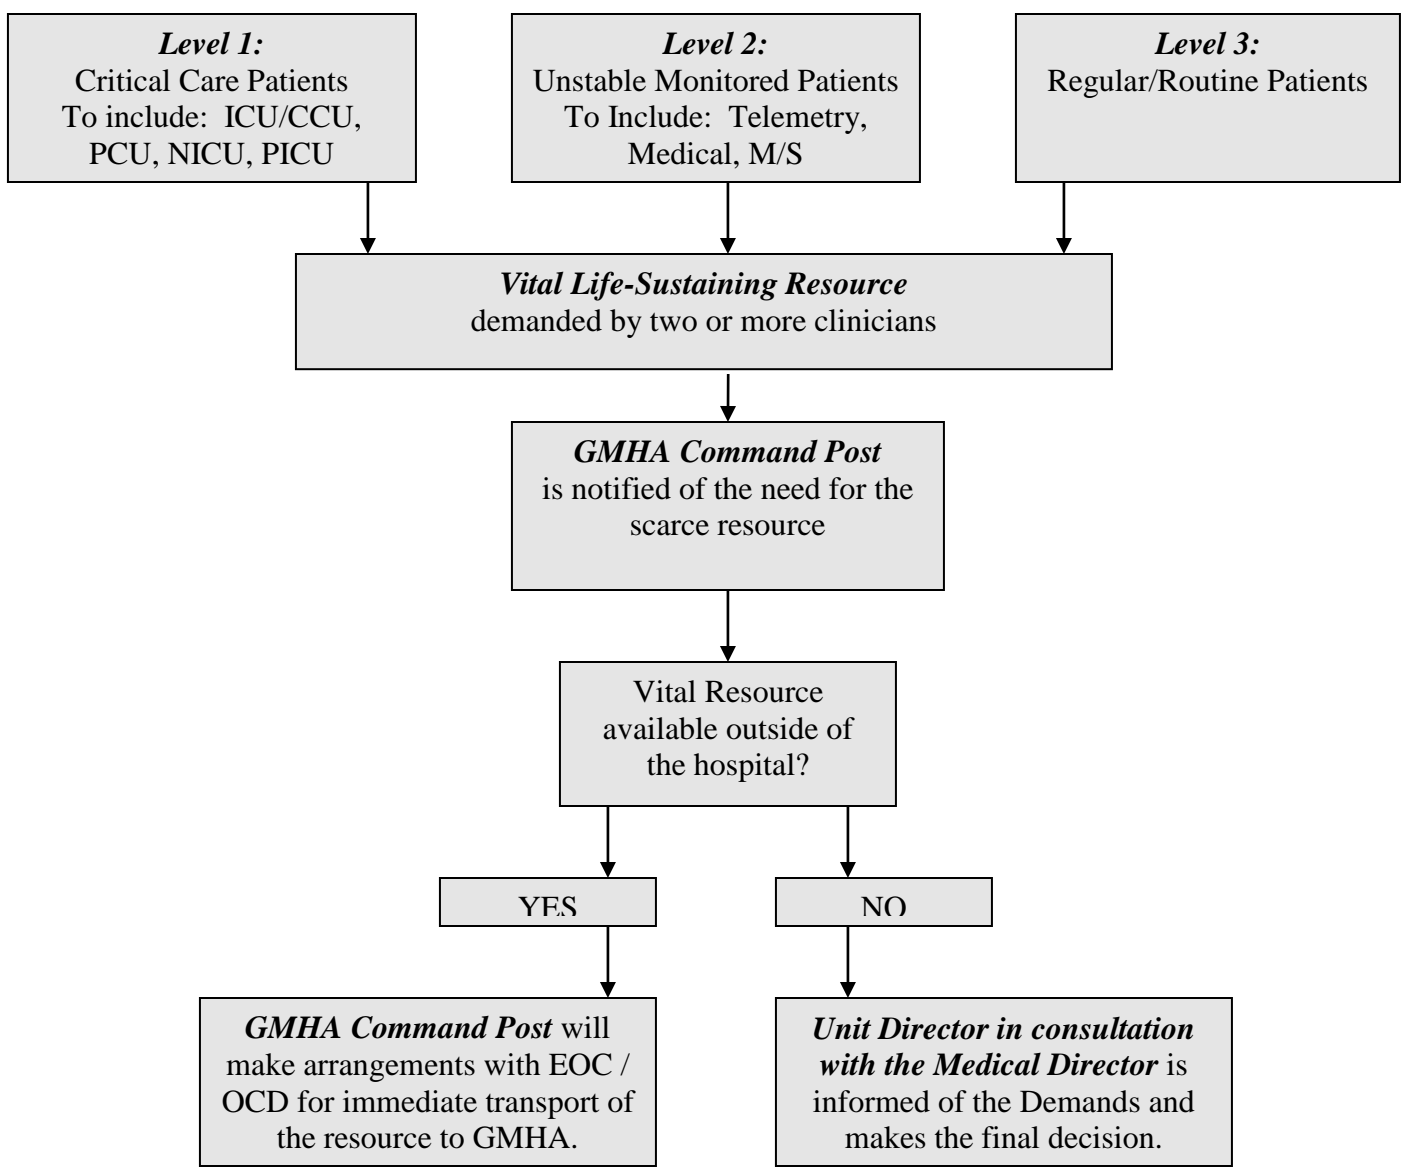 Level 1:
Critical Care Patients
To include:  ICU/CCU,
PCU, NICU, PICU
Level 2:
Unstable Monitored Patients
To Include:  Telemetry,
Medical, M/S
Level 3:
Regular/Routine Patients
Vital Life-Sustaining Resource
demanded by two or more clinicians
GMHA Command Post
is notified of the need for the
scarce resource
Vital Resource
available outside of
the hospital?
YES
NO
GMHA Command Post will
make arrangements with EOC /
OCD for immediate transport of
the resource to GMHA.
Unit Director in consultation
with the Medical Director is
informed of the Demands and
makes the final decision.